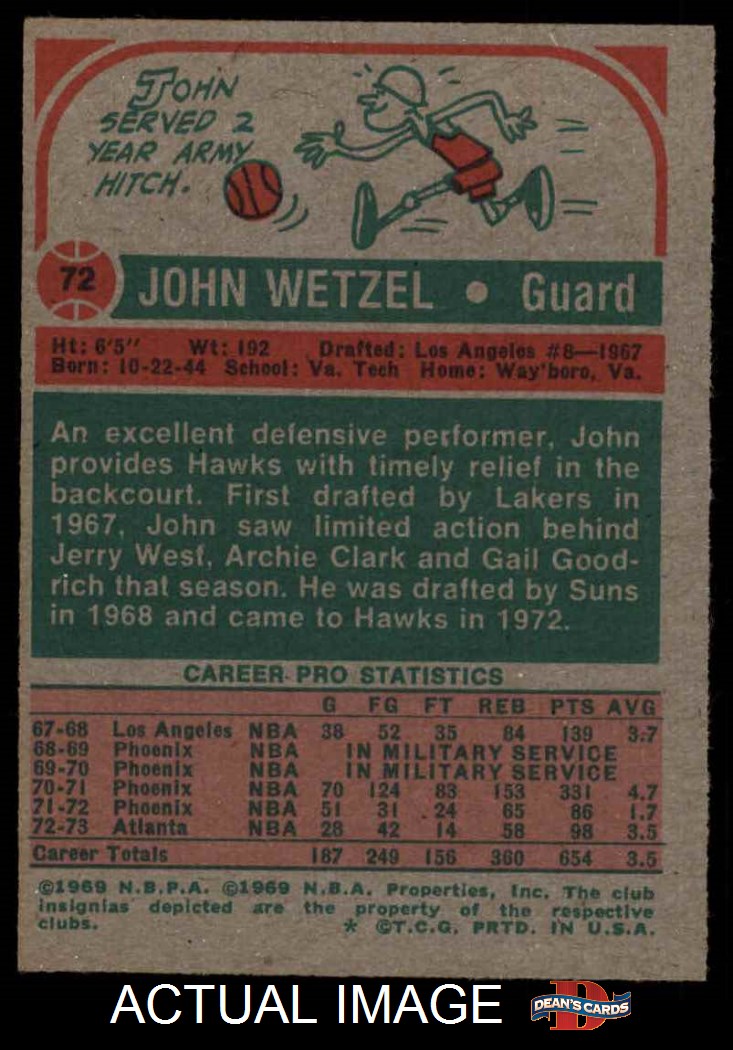 JOHN
SERVED 2
YEAR ARMY
HITCH.
72 JOHN WETZEL • Guard
Ht: 6'5" Wt: 192 Drafted: Los Angeles #8—1967
Born: 10-22-44 School: Va. Tech Home: Way'boro, Va.
An excellent defensive performer, John
provides Hawks with timely relief in the
backcourt. First drafted by Lakers in
1967, John saw limited action behind
Jerry West, Archie Clark and Gail Good-
rich that season. He was drafted by Suns
in 1968 and came to Hawks in 1972.
CAREER PRO STATISTICS
G FG FT REB PTS AVG
67-68 Los Angeles NBA 38 52 35 84 139 3.7
68-69 Phoenix NBA IN MILITARY SERVICE
69-70 Phoenix NBA IN MILITARY SERVICE
70-71 Phoenix NBA 70 124 83 153 331 4.7
71-72 Phoenix NBA 51 31 24 65 86 1.7
72-73 Atlanta NBA 28 42 14 58 98 3.5
Career Totals 187 249 156 360 654 3.5
©1969 N.B.P.A. ©1969 N.B.A. Properties, Inc. The club
insignias depicted are the property of the respective
clubs. * ©T.C.G. PRTD. IN U.S.A.
ACTUAL IMAGE D DEAN'S CARDS